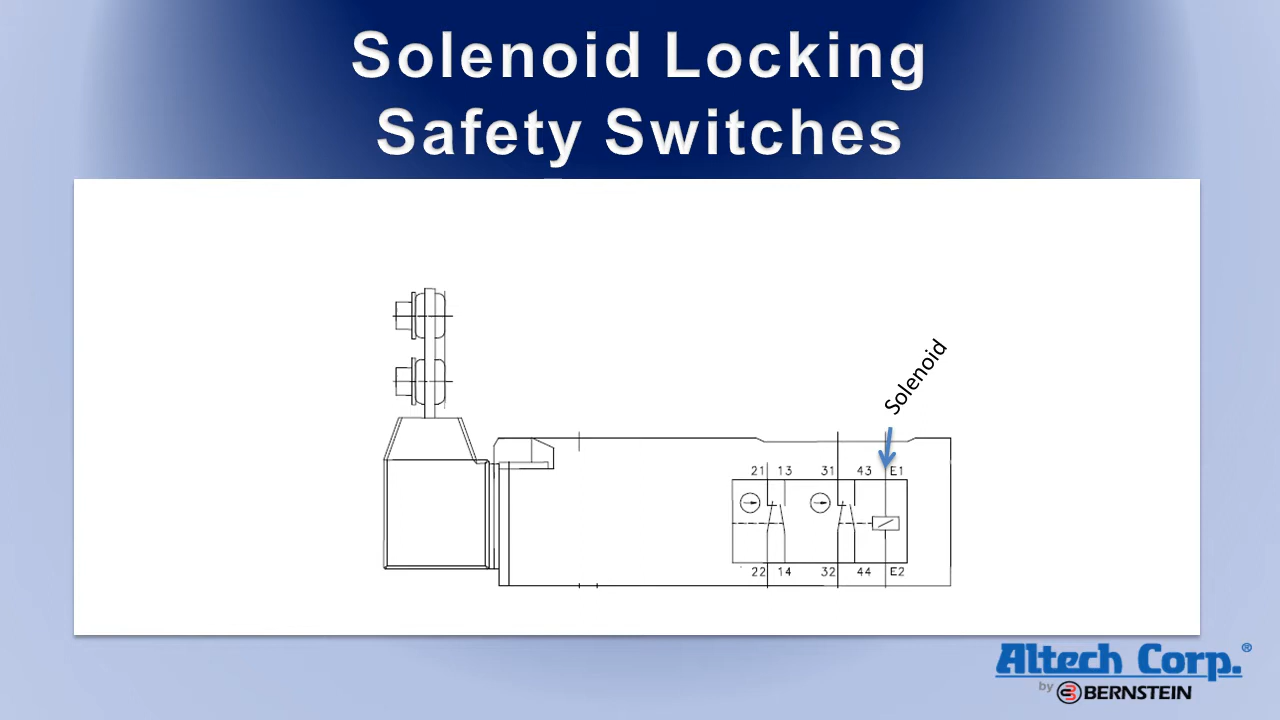 Solenoid Locking
Safety Switches
Solenoid
21 13 31 43 E1
22 14 32 44 E2
Altech Corp.®
by BERNSTEIN